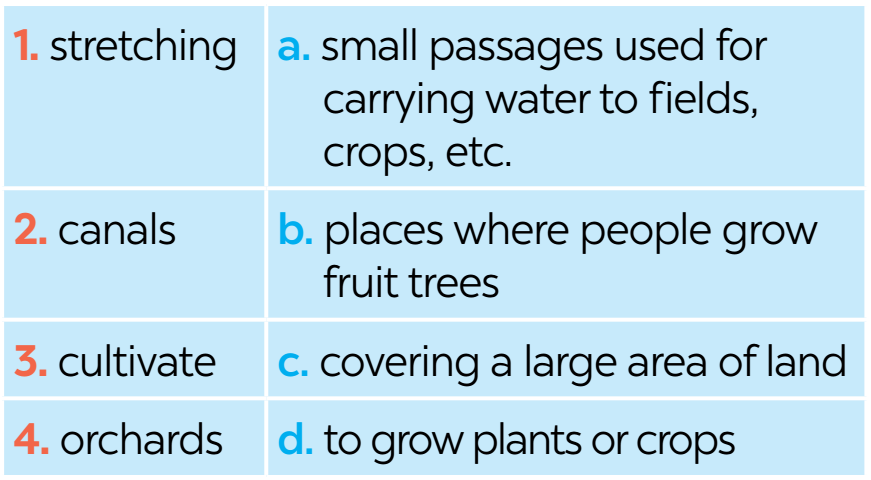 1. stretching
a. small passages used for
carrying water to fields,
crops, etc.
2. canals
b. places where people grow
fruit trees
3. cultivate
c. covering a large area of land
4. orchards
d. to grow plants or crops